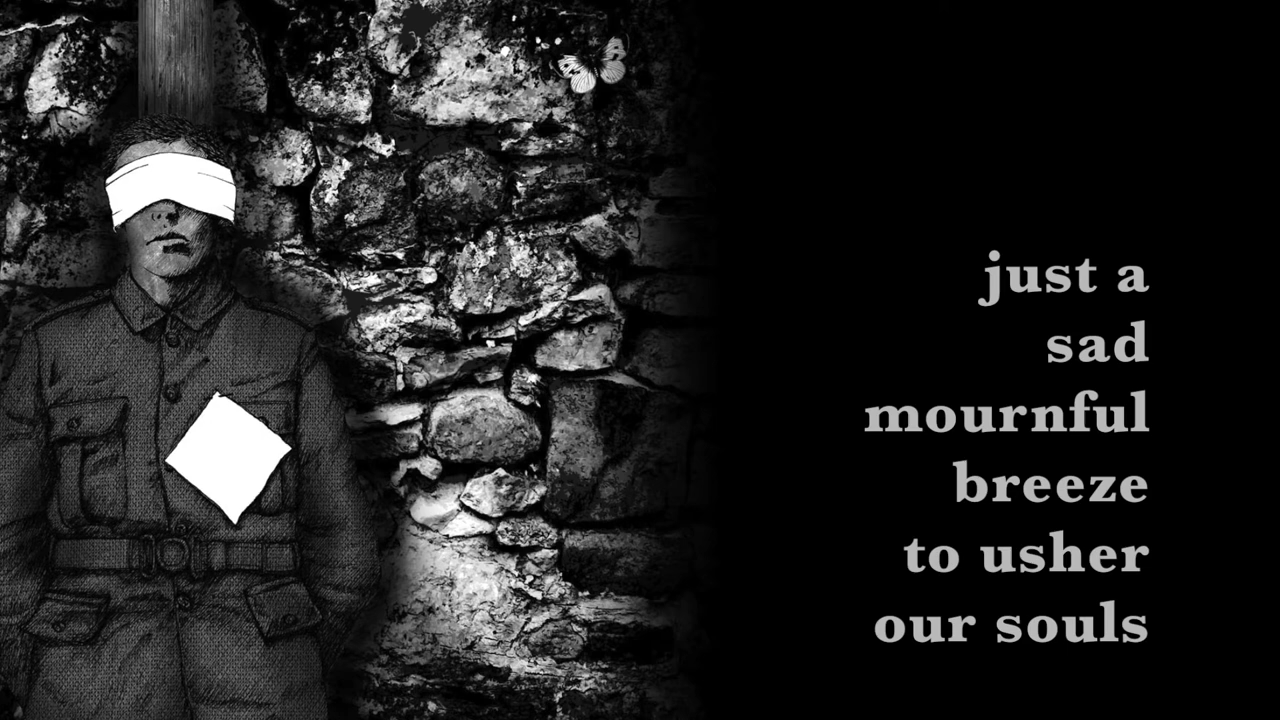 just a
sad
mournful
breeze
to usher
our souls